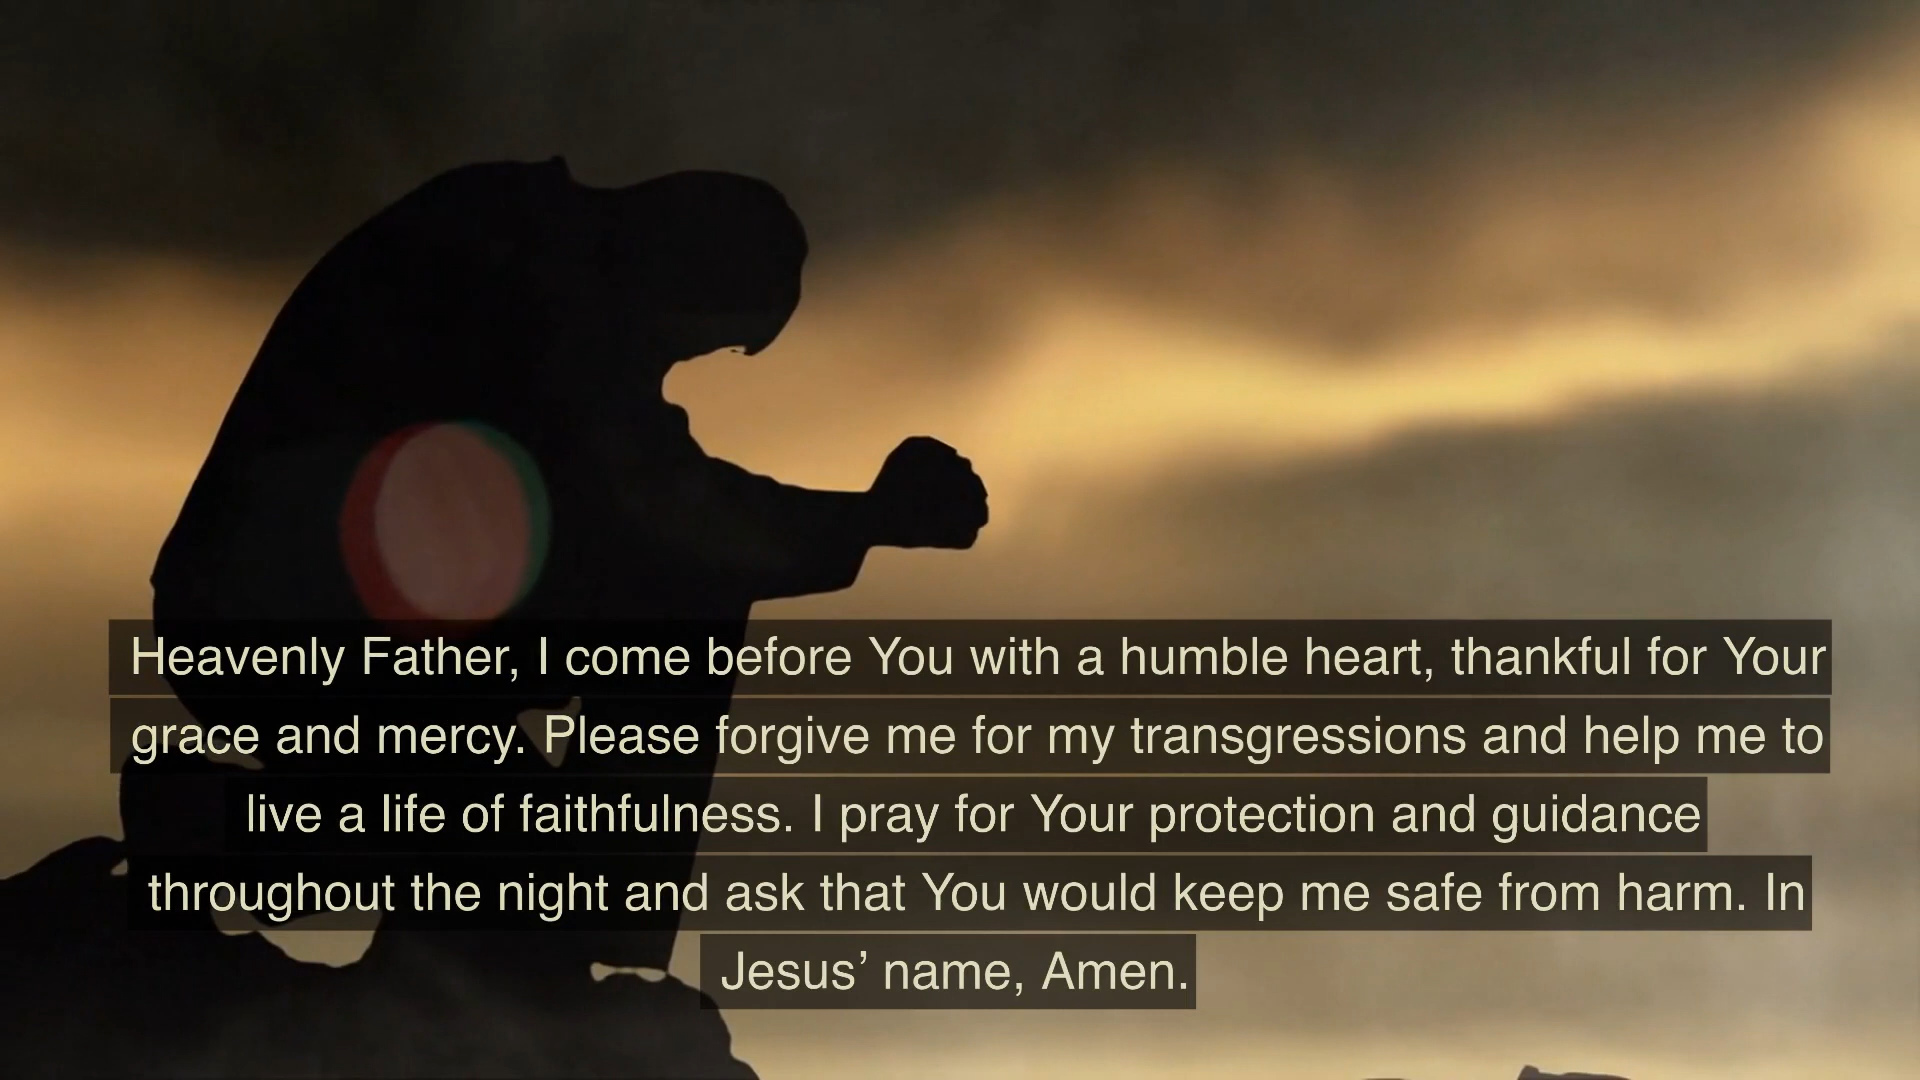 Heavenly Father, I come before You with a humble heart, thankful for Your
grace and mercy. Please forgive me for my transgressions and help me to
live a life of faithfulness. I pray for Your protection and guidance
throughout the night and ask that You would keep me safe from harm. In
Jesus’ name, Amen.